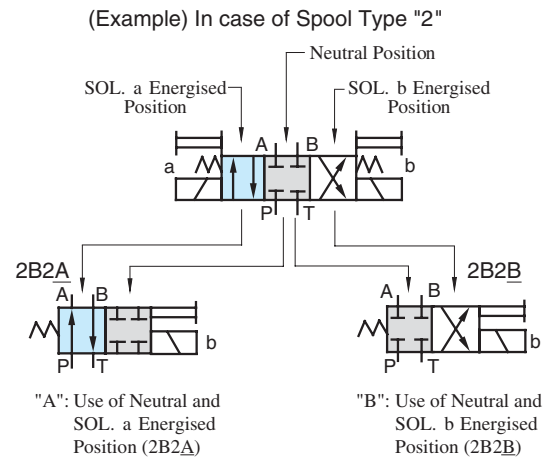 (Example) In case of Spool Type "2"
Neutral Position
SOL. a Energised
Position
SOL. b Energised
Position
A B
a b
P T
2B2A
A B
b
P T
2B2B
A B
b
P T
"A": Use of Neutral and
SOL. a Energised
Position (2B2A)
"B": Use of Neutral and
SOL. b Energised
Position (2B2B)